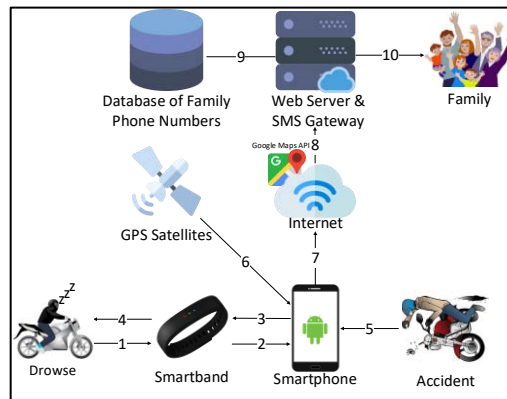 9
10
Database of Family
Phone Numbers
Web Server &
SMS Gateway
Family
Google Maps API
8
G
GPS Satellites
Internet
6
7
zzz
4
3
5
1
2
Drowse
Smartband
Smartphone
Accident